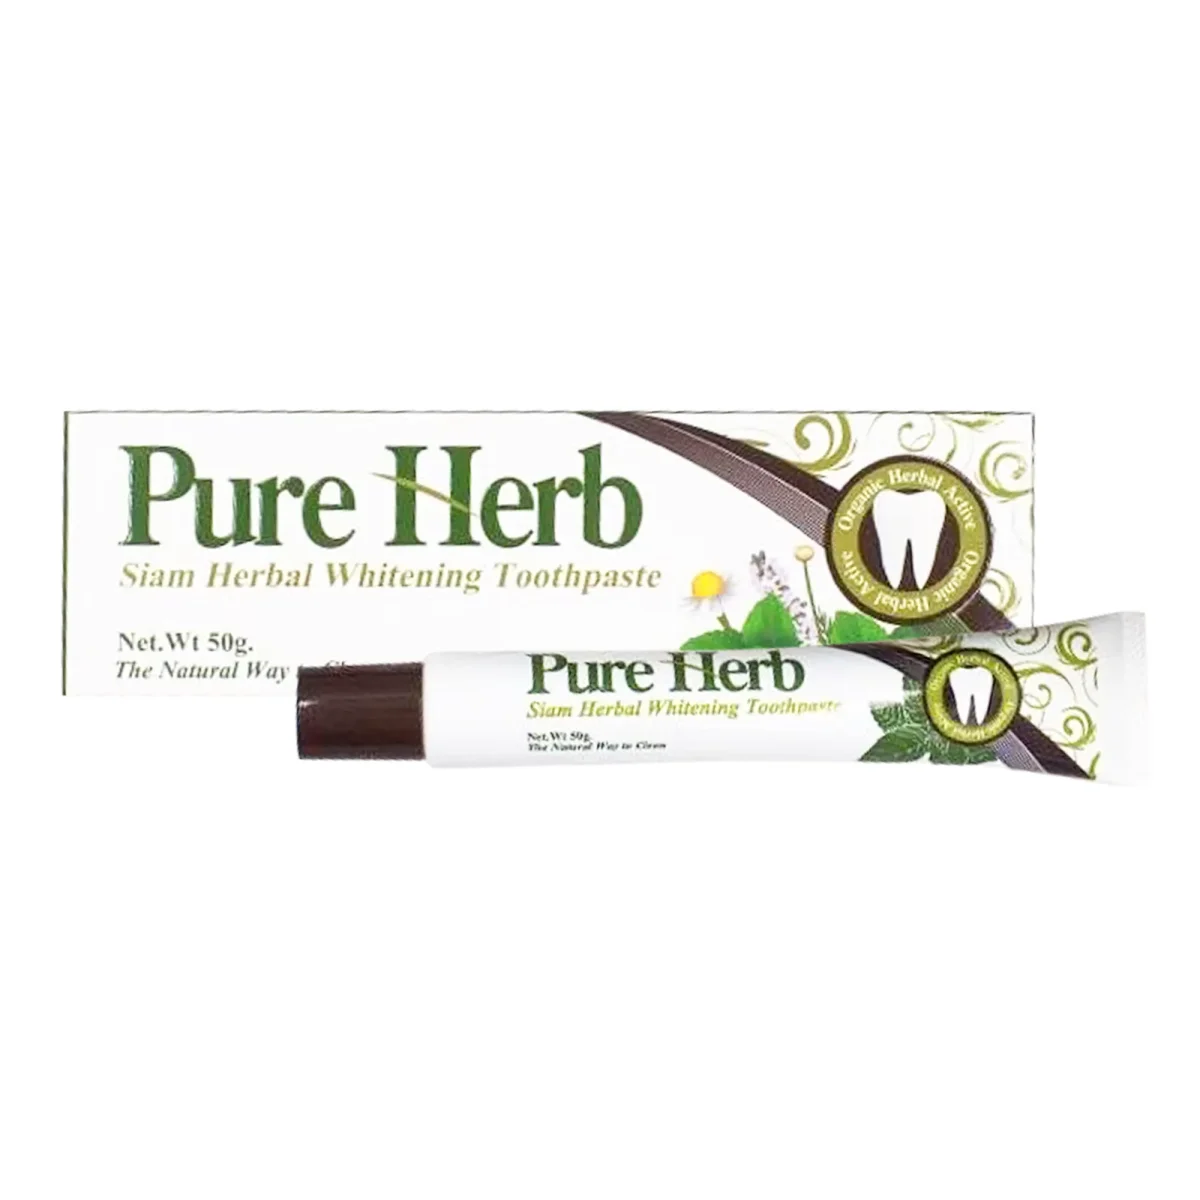 Pure Herb
Siam Herbal Whitening Toothpaste
Net.Wt 50g.
The Natural Way
Organic Herbal Active
Organic Herbal Active
Pure Herb
Siam Herbal Whitening Toothpaste
Net.Wt 50g.
The Natural Way to Clean